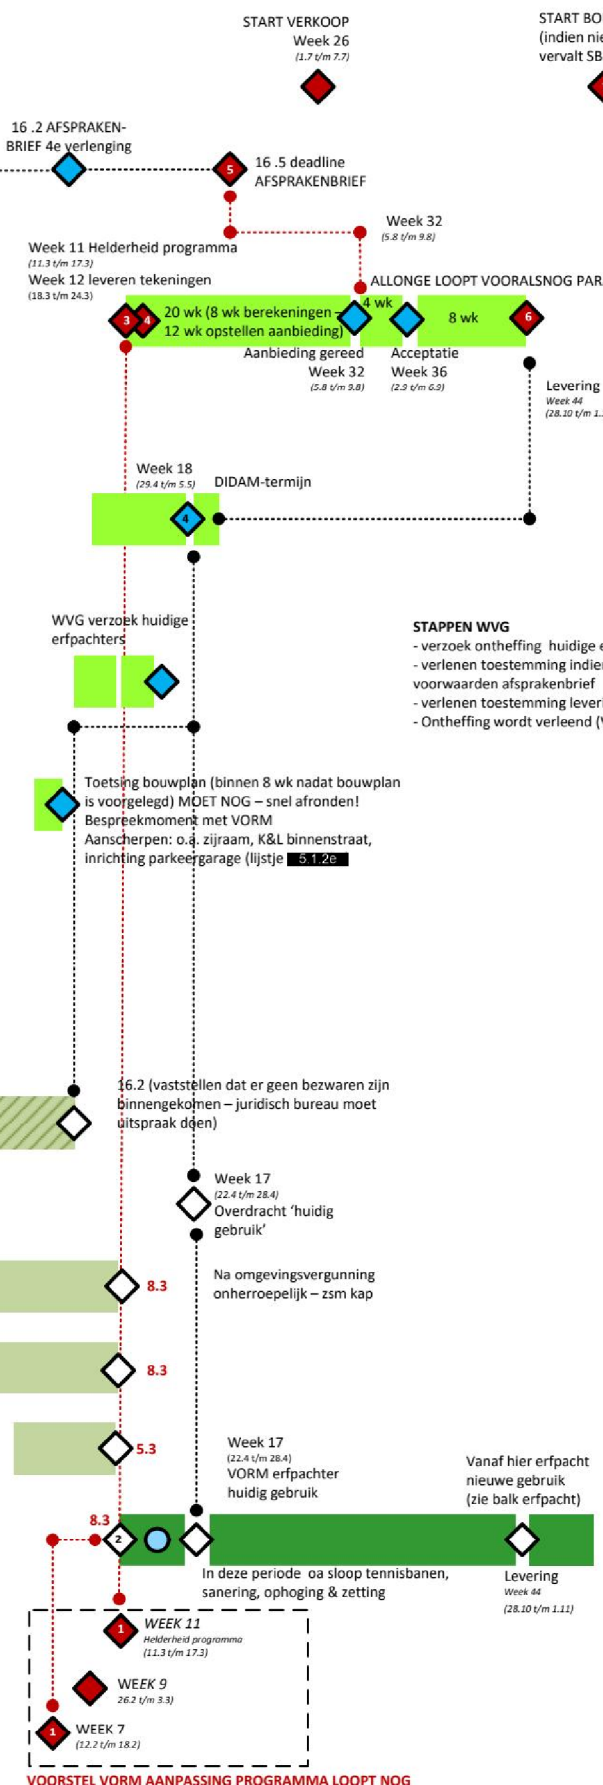 START VERKOOP
Week 26
(1.7 t/m 7.7)
START BO
(indien nie
vervalt SB
16 .2 AFSPRAKEN-
BRIEF 4e verlenging
5
16 .5 deadline
AFSPRAKENBRIEF
Week 32
(5.8 t/m 9.8)
Week 11 Helderheid programma
(11.3 t/m 17.3)
Week 12 leveren tekeningen
(18.3 t/m 24.3)
ALLONGE LOOPT VOORALSNOG PAR
3
4
20 wk (8 wk berekeningen –
12 wk opstellen aanbieding)
4 wk
8 wk
6
Aanbieding gereed
Week 32
(5.8 t/m 9.8)
Acceptatie
Week 36
(2.9 t/m 6.9)
Levering
Week 44
(28.10 t/m 1.
Week 18
(29.4 t/m 5.5)
DIDAM-termijn
4
WVG verzoek huidige
erfpachters
STAPPEN WVG
- verzoek ontheffing huidige e
- verlenen toestemming indien
voorwaarden afsprakenbrief
- verlenen toestemming lever
- Ontheffing wordt verleend (
Toetsing bouwplan (binnen 8 wk nadat bouwplan
is voorgelegd) MOET NOG – snel afronden!
Bespreekmoment met VORM
Aanscherpen: o.a. zijraam, K&L binnenstraat,
inrichting parkeergarage (lijstje 5.1.2e
16.2 (vaststellen dat er geen bezwaren zijn
binnengekomen – juridisch bureau moet
uitspraak doen)
Week 17
(22.4 t/m 28.4)
Overdracht ‘huidig
gebruik’
8.3
Na omgevingsvergunning
onherroepelijk – zsm kap
8.3
5.3
Week 17
(22.4 t/m 28.4)
VORM erfpachter
huidig gebruik
Vanaf hier erfpacht
nieuwe gebruik
(zie balk erfpacht)
8.3
2
In deze periode oa sloop tennisbanen,
sanering, ophoging & zetting
Levering
Week 44
(28.10 t/m 1.11)
1
WEEK 11
Helderheid programma
(11.3 t/m 17.3)
WEEK 9
26.2 t/m 3.3)
1
WEEK 7
(12.2 t/m 18.2)
VOORSTEL VORM AANPASSING PROGRAMMA LOOPT NOG